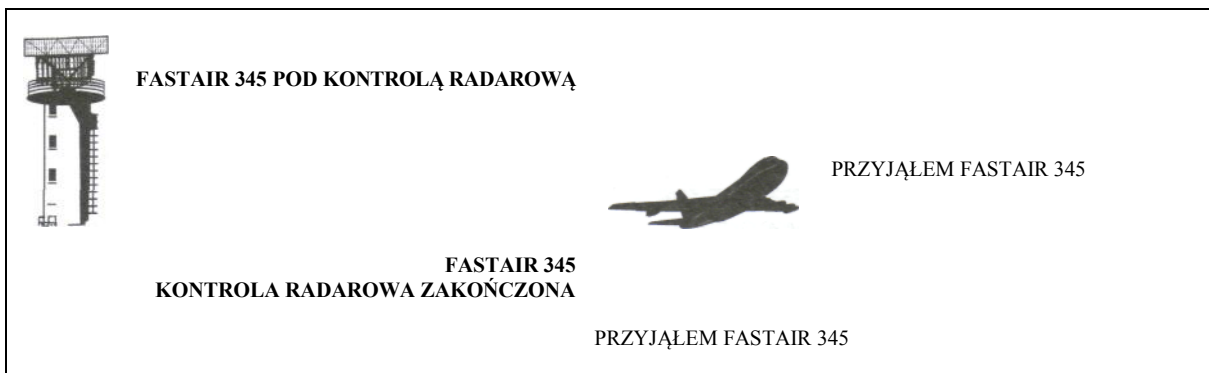 FASTAIR 345 POD KONTROLĄ RADAROWĄ
PRZYJĄŁEM FASTAIR 345
FASTAIR 345
KONTROLA RADAROWA ZAKOŃCZONA
PRZYJĄŁEM FASTAIR 345